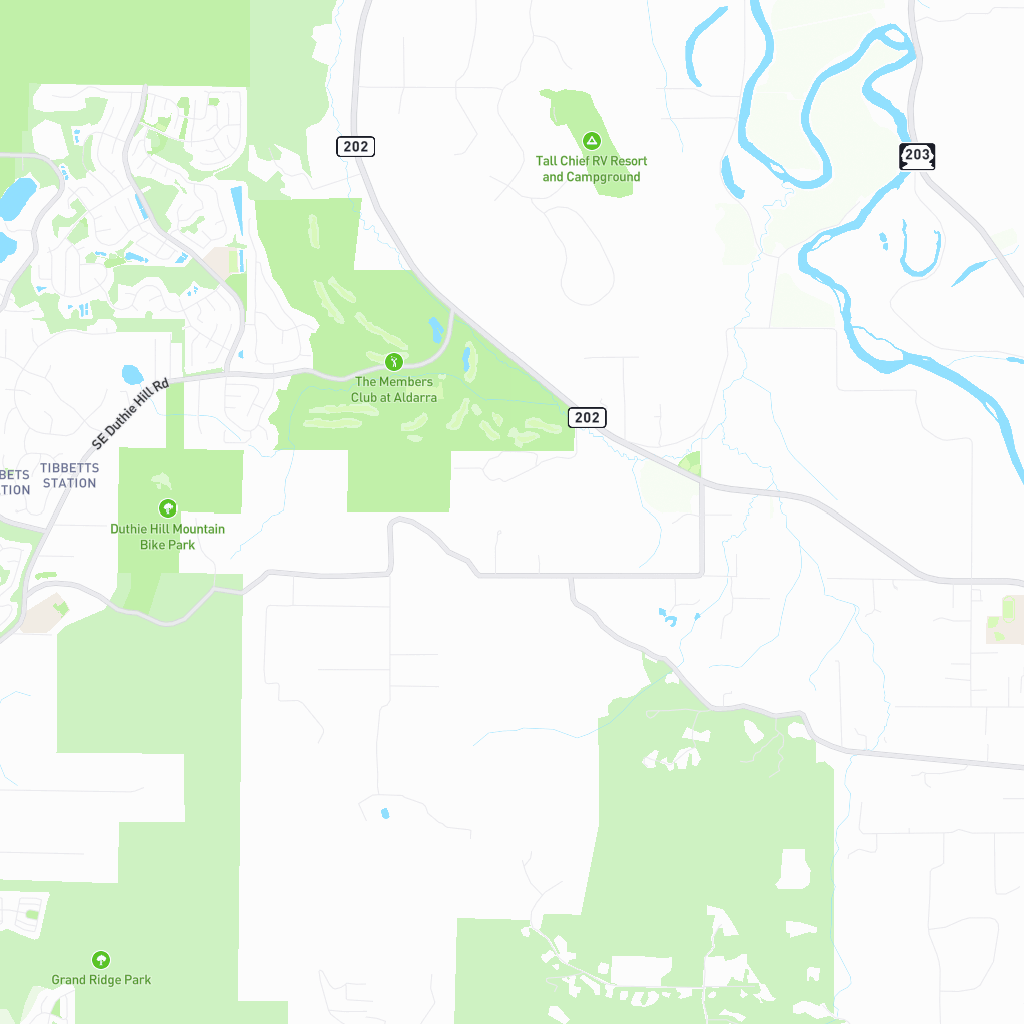 202
203
Tall Chief RV Resort
and Campground
The Members
Club at Aldarra
SE Duthie Hill Rd
202
TIBBETTS
STATION
BETS
TION
Duthie Hill Mountain
Bike Park
Grand Ridge Park